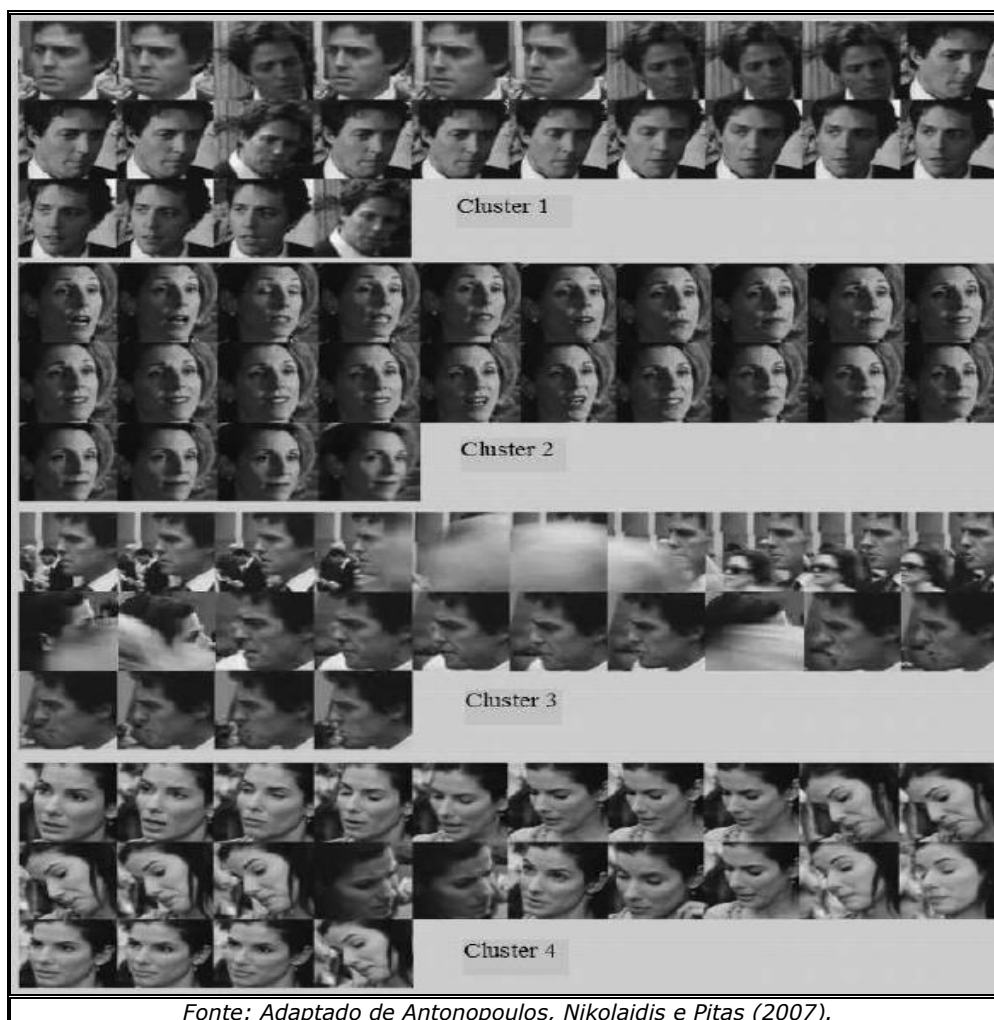 Cluster 1
Cluster 2
Cluster 3
Cluster 4
Fonte: Adaptado de Antonopoulos, Nikolaidis e Pitas (2007).